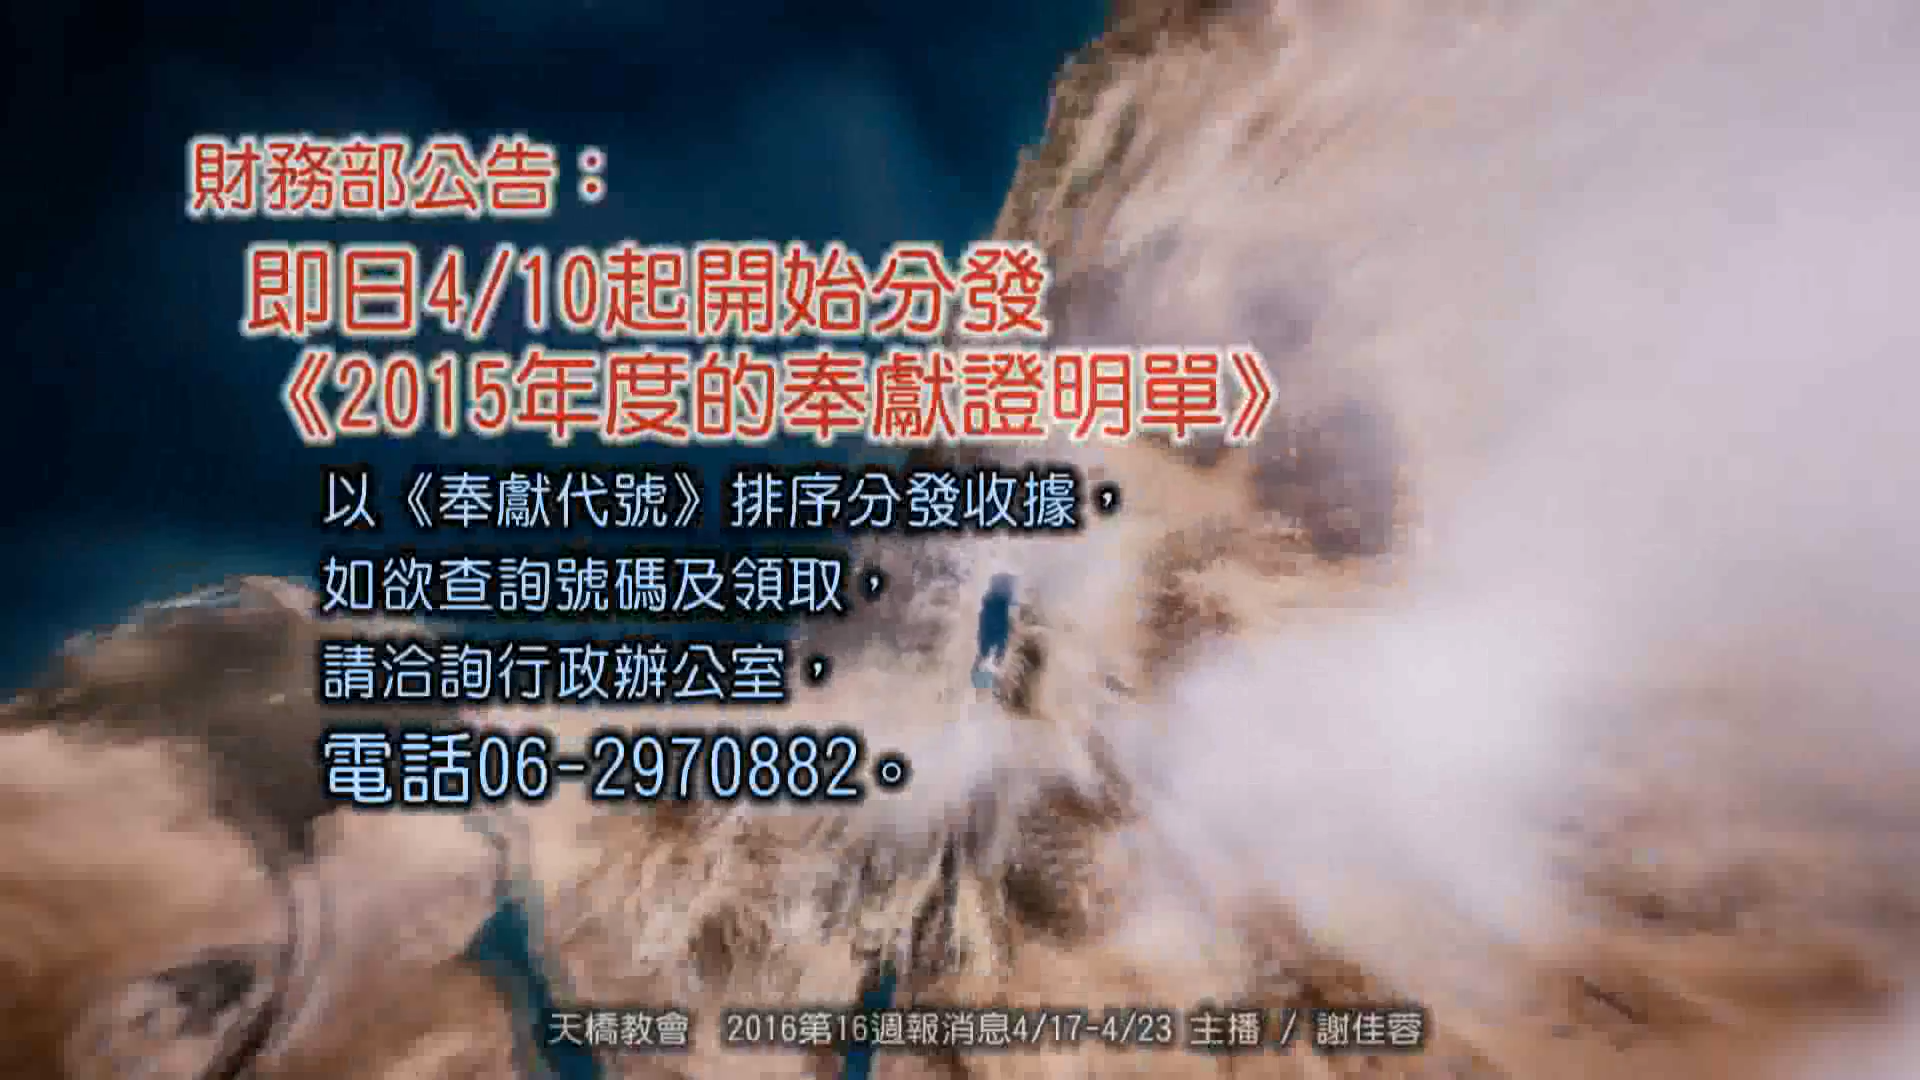 財務部公告：
即日4/10起開始分發
《2015年度的奉獻證明單》
以《奉獻代號》排序分發收據，
如欲查詢號碼及領取，
請洽詢行政辦公室，
電話06-2970882。
天橋教會 2016第16週報消息4/17-4/23 主播 / 謝佳蓉